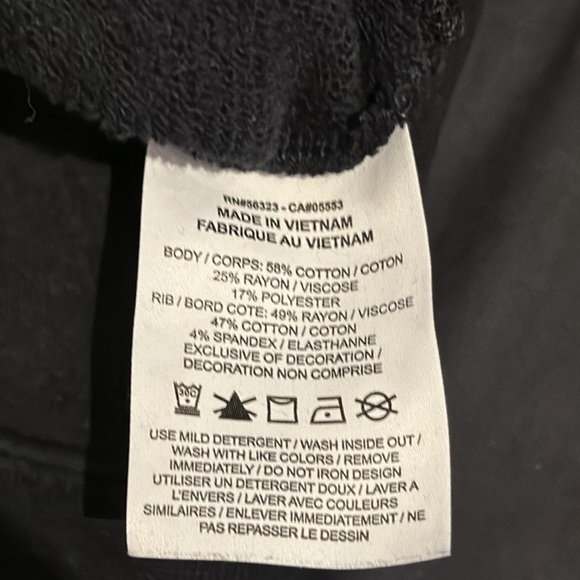 RN#56323 - CA#05553
MADE IN VIETNAM
FABRIQUE AU VIETNAM
BODY / CORPS: 58% COTTON / COTON
25% RAYON / VISCOSE
17% POLYESTER
RIB / BORD COTE: 49% RAYON / VISCOSE
47% COTTON / COTON
4% SPANDEX / ELASTHANNE
EXCLUSIVE OF DECORATION /
DECORATION NON COMPRISE
30C
USE MILD DETERGENT / WASH INSIDE OUT /
WASH WITH LIKE COLORS / REMOVE
IMMEDIATELY / DO NOT IRON DESIGN
UTILISER UN DETERGENT DOUX / LAVER A
L'ENVERS / LAVER AVEC COULEURS
SIMILAIRES / ENLEVER IMMEDIATEMENT / NE
PAS REPASSER LE DESSIN